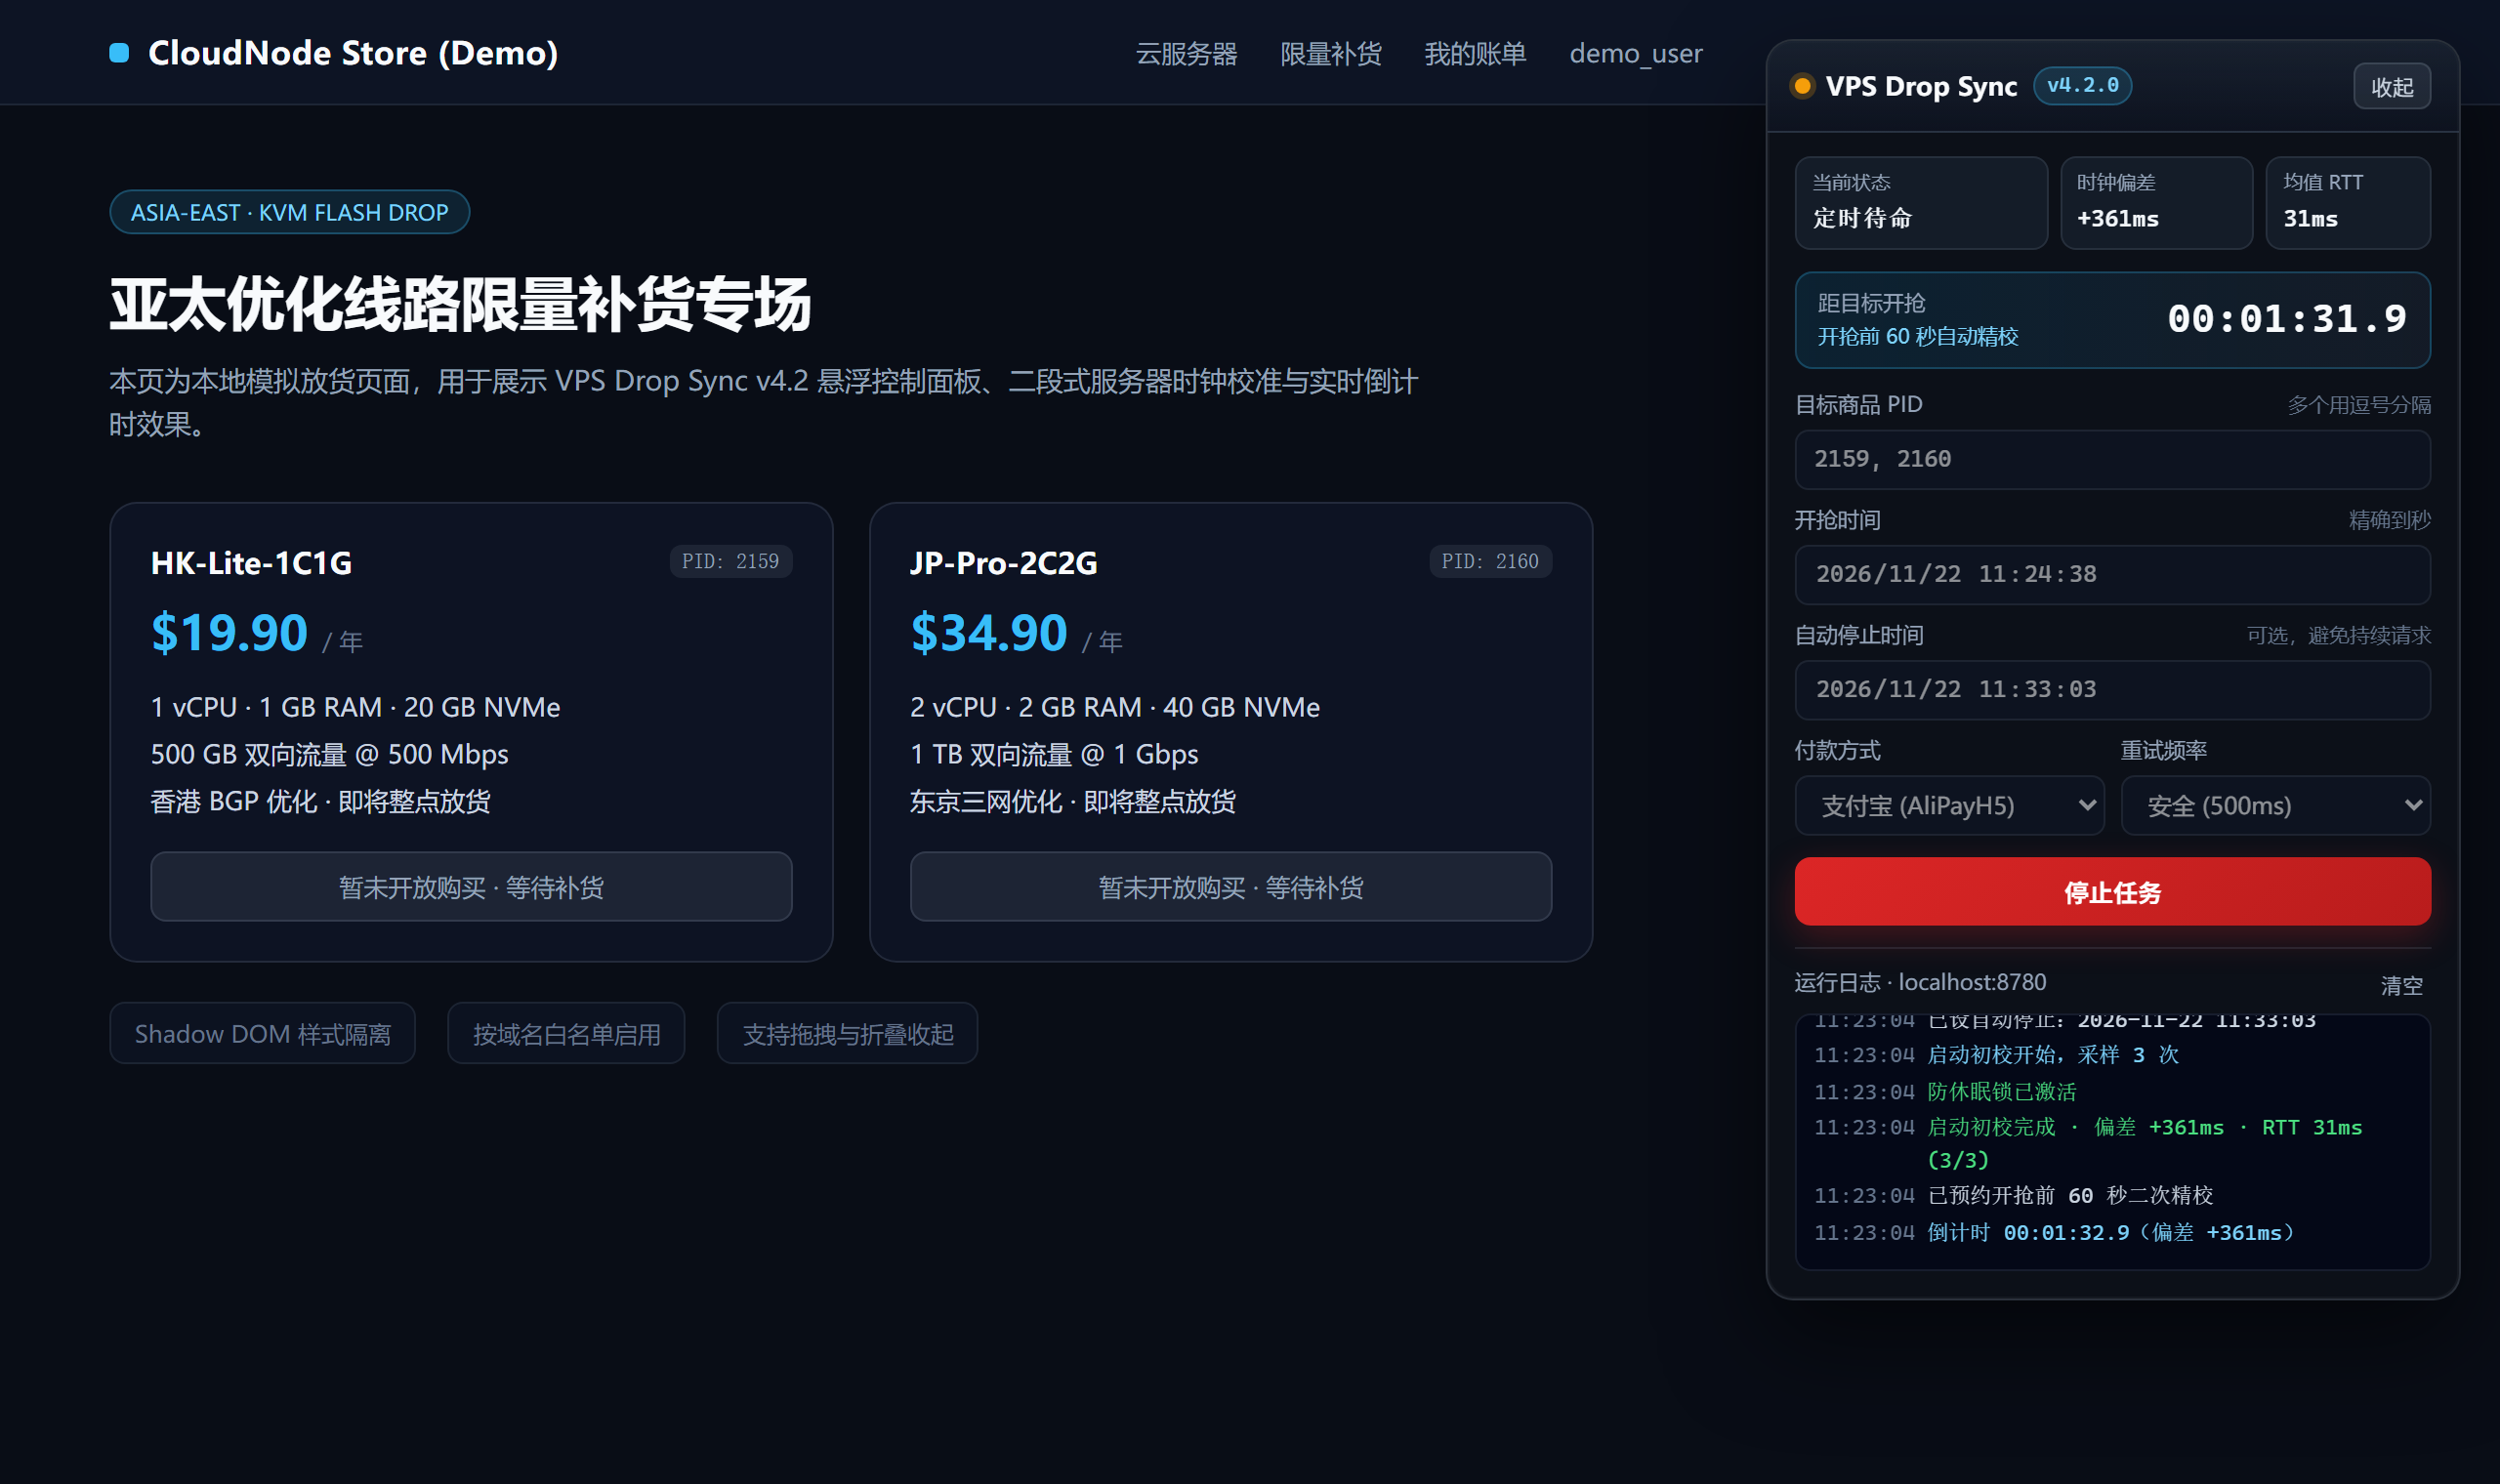 CloudNode Store (Demo)
云服务器 限量补货 我的账单 demo_user
ASIA-EAST · KVM FLASH DROP
亚太优化线路限量补货专场
本页为本地模拟放货页面，用于展示 VPS Drop Sync v4.2 悬浮控制面板、二段式服务器时钟校准与实时倒计
时效果。
HK-Lite-1C1G PID: 2159
$19.90 / 年
1 vCPU · 1 GB RAM · 20 GB NVMe
500 GB 双向流量 @ 500 Mbps
香港 BGP 优化 · 即将整点放货
暂未开放购买 · 等待补货
JP-Pro-2C2G PID: 2160
$34.90 / 年
2 vCPU · 2 GB RAM · 40 GB NVMe
1 TB 双向流量 @ 1 Gbps
东京三网优化 · 即将整点放货
暂未开放购买 · 等待补货
Shadow DOM 样式隔离 按域名白名单启用 支持拖拽与折叠收起
VPS Drop Sync v4.2.0 收起
当前状态 时钟偏差 均值 RTT
定时待命 +361ms 31ms
距目标开抢
开抢前 60 秒自动精校
00:01:31.9
目标商品 PID 多个用逗号分隔
2159, 2160
开抢时间 精确到秒
2026/11/22 11:24:38
自动停止时间 可选，避免持续请求
2026/11/22 11:33:03
付款方式 重试频率
支付宝 (AliPayH5) 安全 (500ms)
停止任务
运行日志 · localhost:8780 清空
11:23:04 已设自动停止：2026-11-22 11:33:03
11:23:04 启动初校开始，采样 3 次
11:23:04 防休眠锁已激活
11:23:04 启动初校完成 · 偏差 +361ms · RTT 31ms
(3/3)
11:23:04 已预约开抢前 60 秒二次精校
11:23:04 倒计时 00:01:32.9（偏差 +361ms）